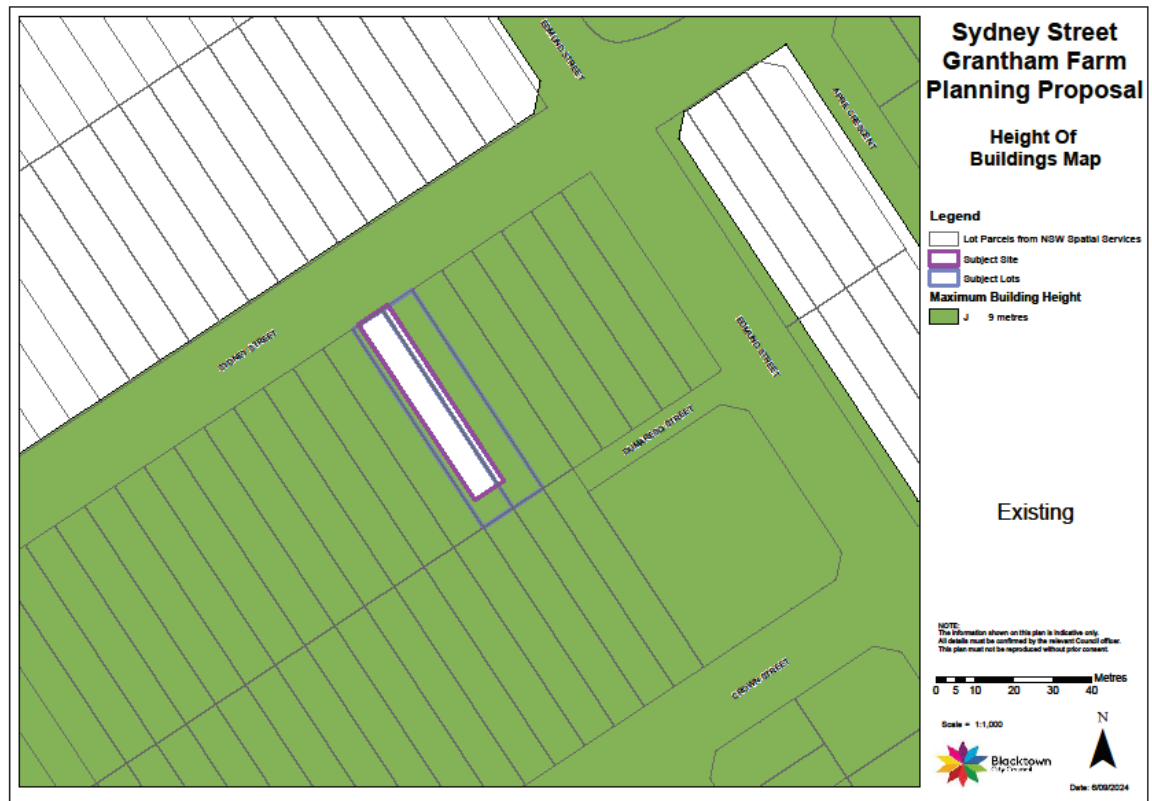 EDMUND STREET
APRIL CRESCENT
SYDNEY STREET
EDMUND STREET
DUMARESQ STREET
CROWN STREET
Sydney Street
Grantham Farm
Planning Proposal
Height Of
Buildings Map
Legend
Lot Parcels from NSW Spatial Services
Subject Site
Subject Lots
Maximum Building Height
J 9 metres
Existing
NOTE:
The information shown on this plan is indicative only.
All details must be confirmed by the relevant Council officer.
This plan must not be reproduced without prior consent.
Metres
0 5 10 20 30 40
Scale = 1:1,000
N
Blacktown
City Council
Date: 6/09/2024